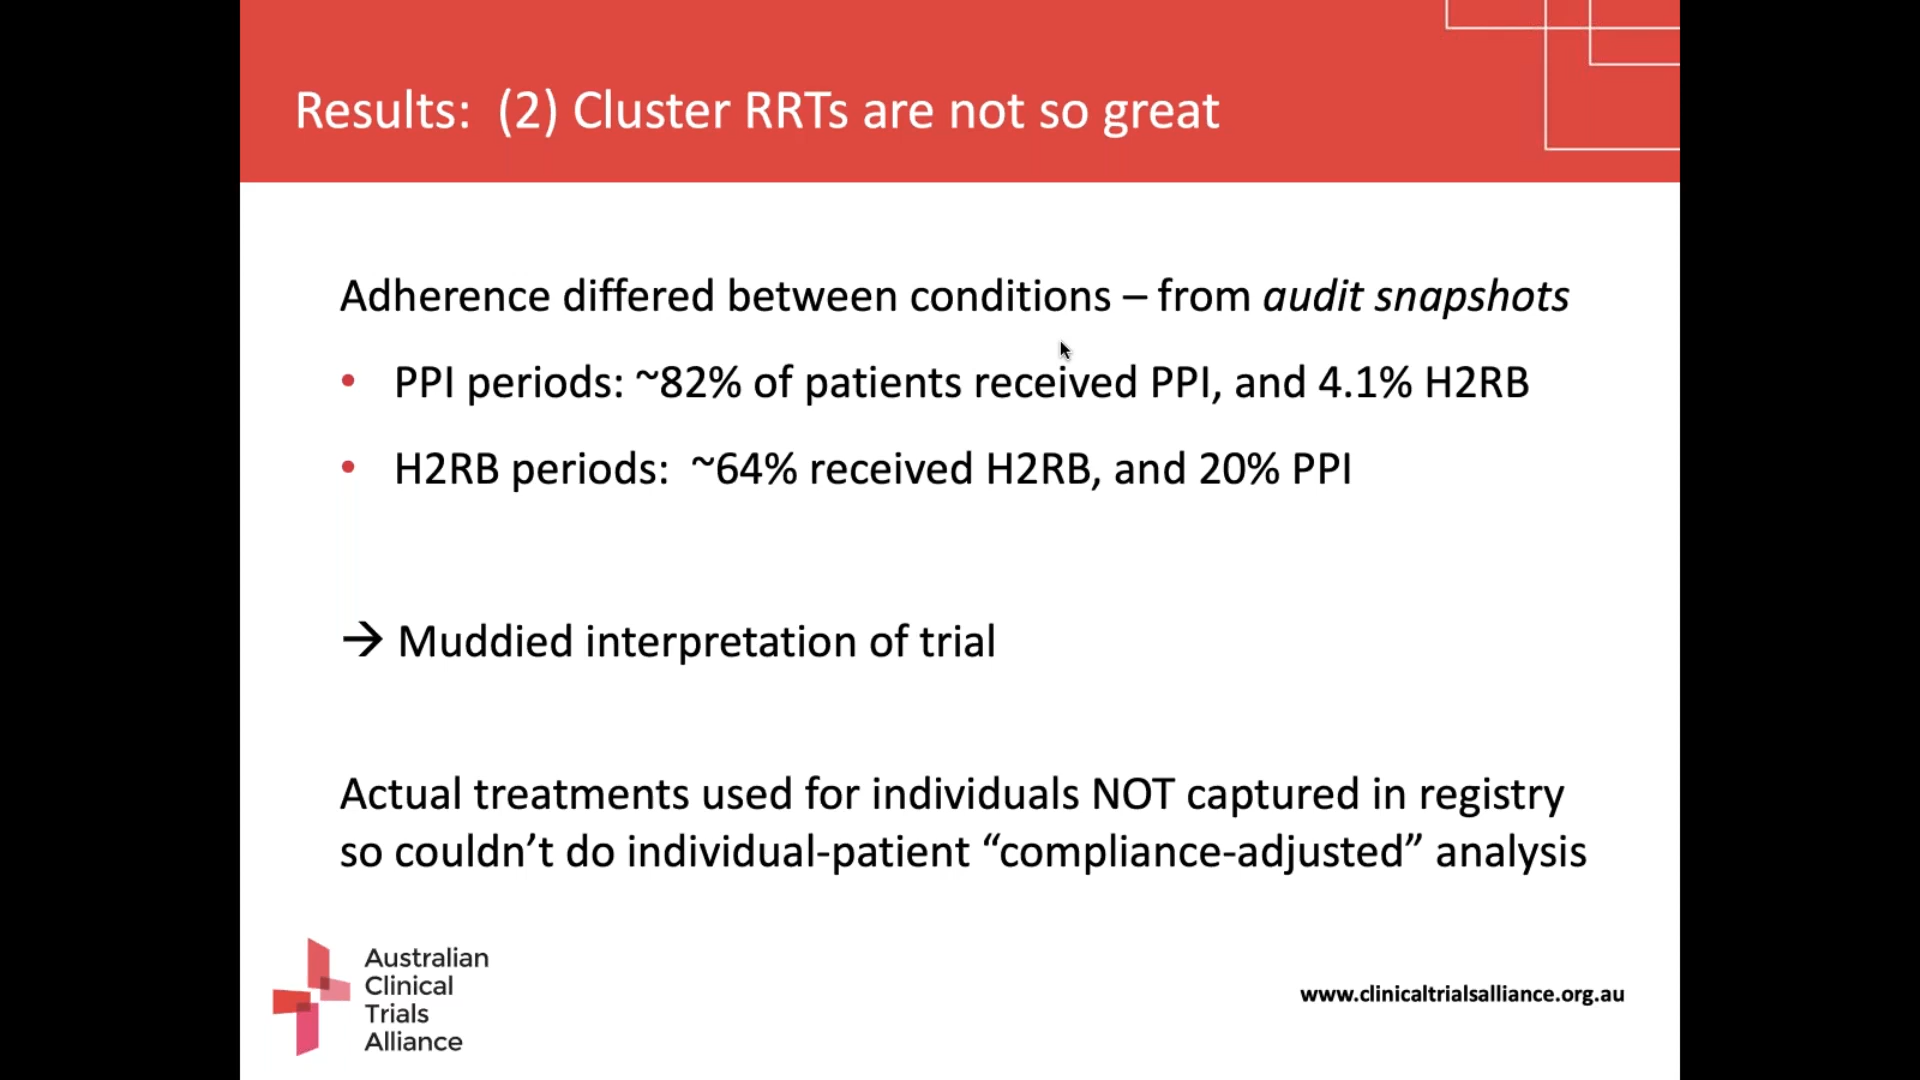 Results:  (2) Cluster RRTs are not so great
Adherence differed between conditions – from audit snapshots
• PPI periods: ~82% of patients received PPI, and 4.1% H2RB
• H2RB periods:  ~64% received H2RB, and 20% PPI
→ Muddied interpretation of trial
Actual treatments used for individuals NOT captured in registry
so couldn’t do individual-patient “compliance-adjusted” analysis
Australian
Clinical
Trials
Alliance
www.clinicaltrialsalliance.org.au